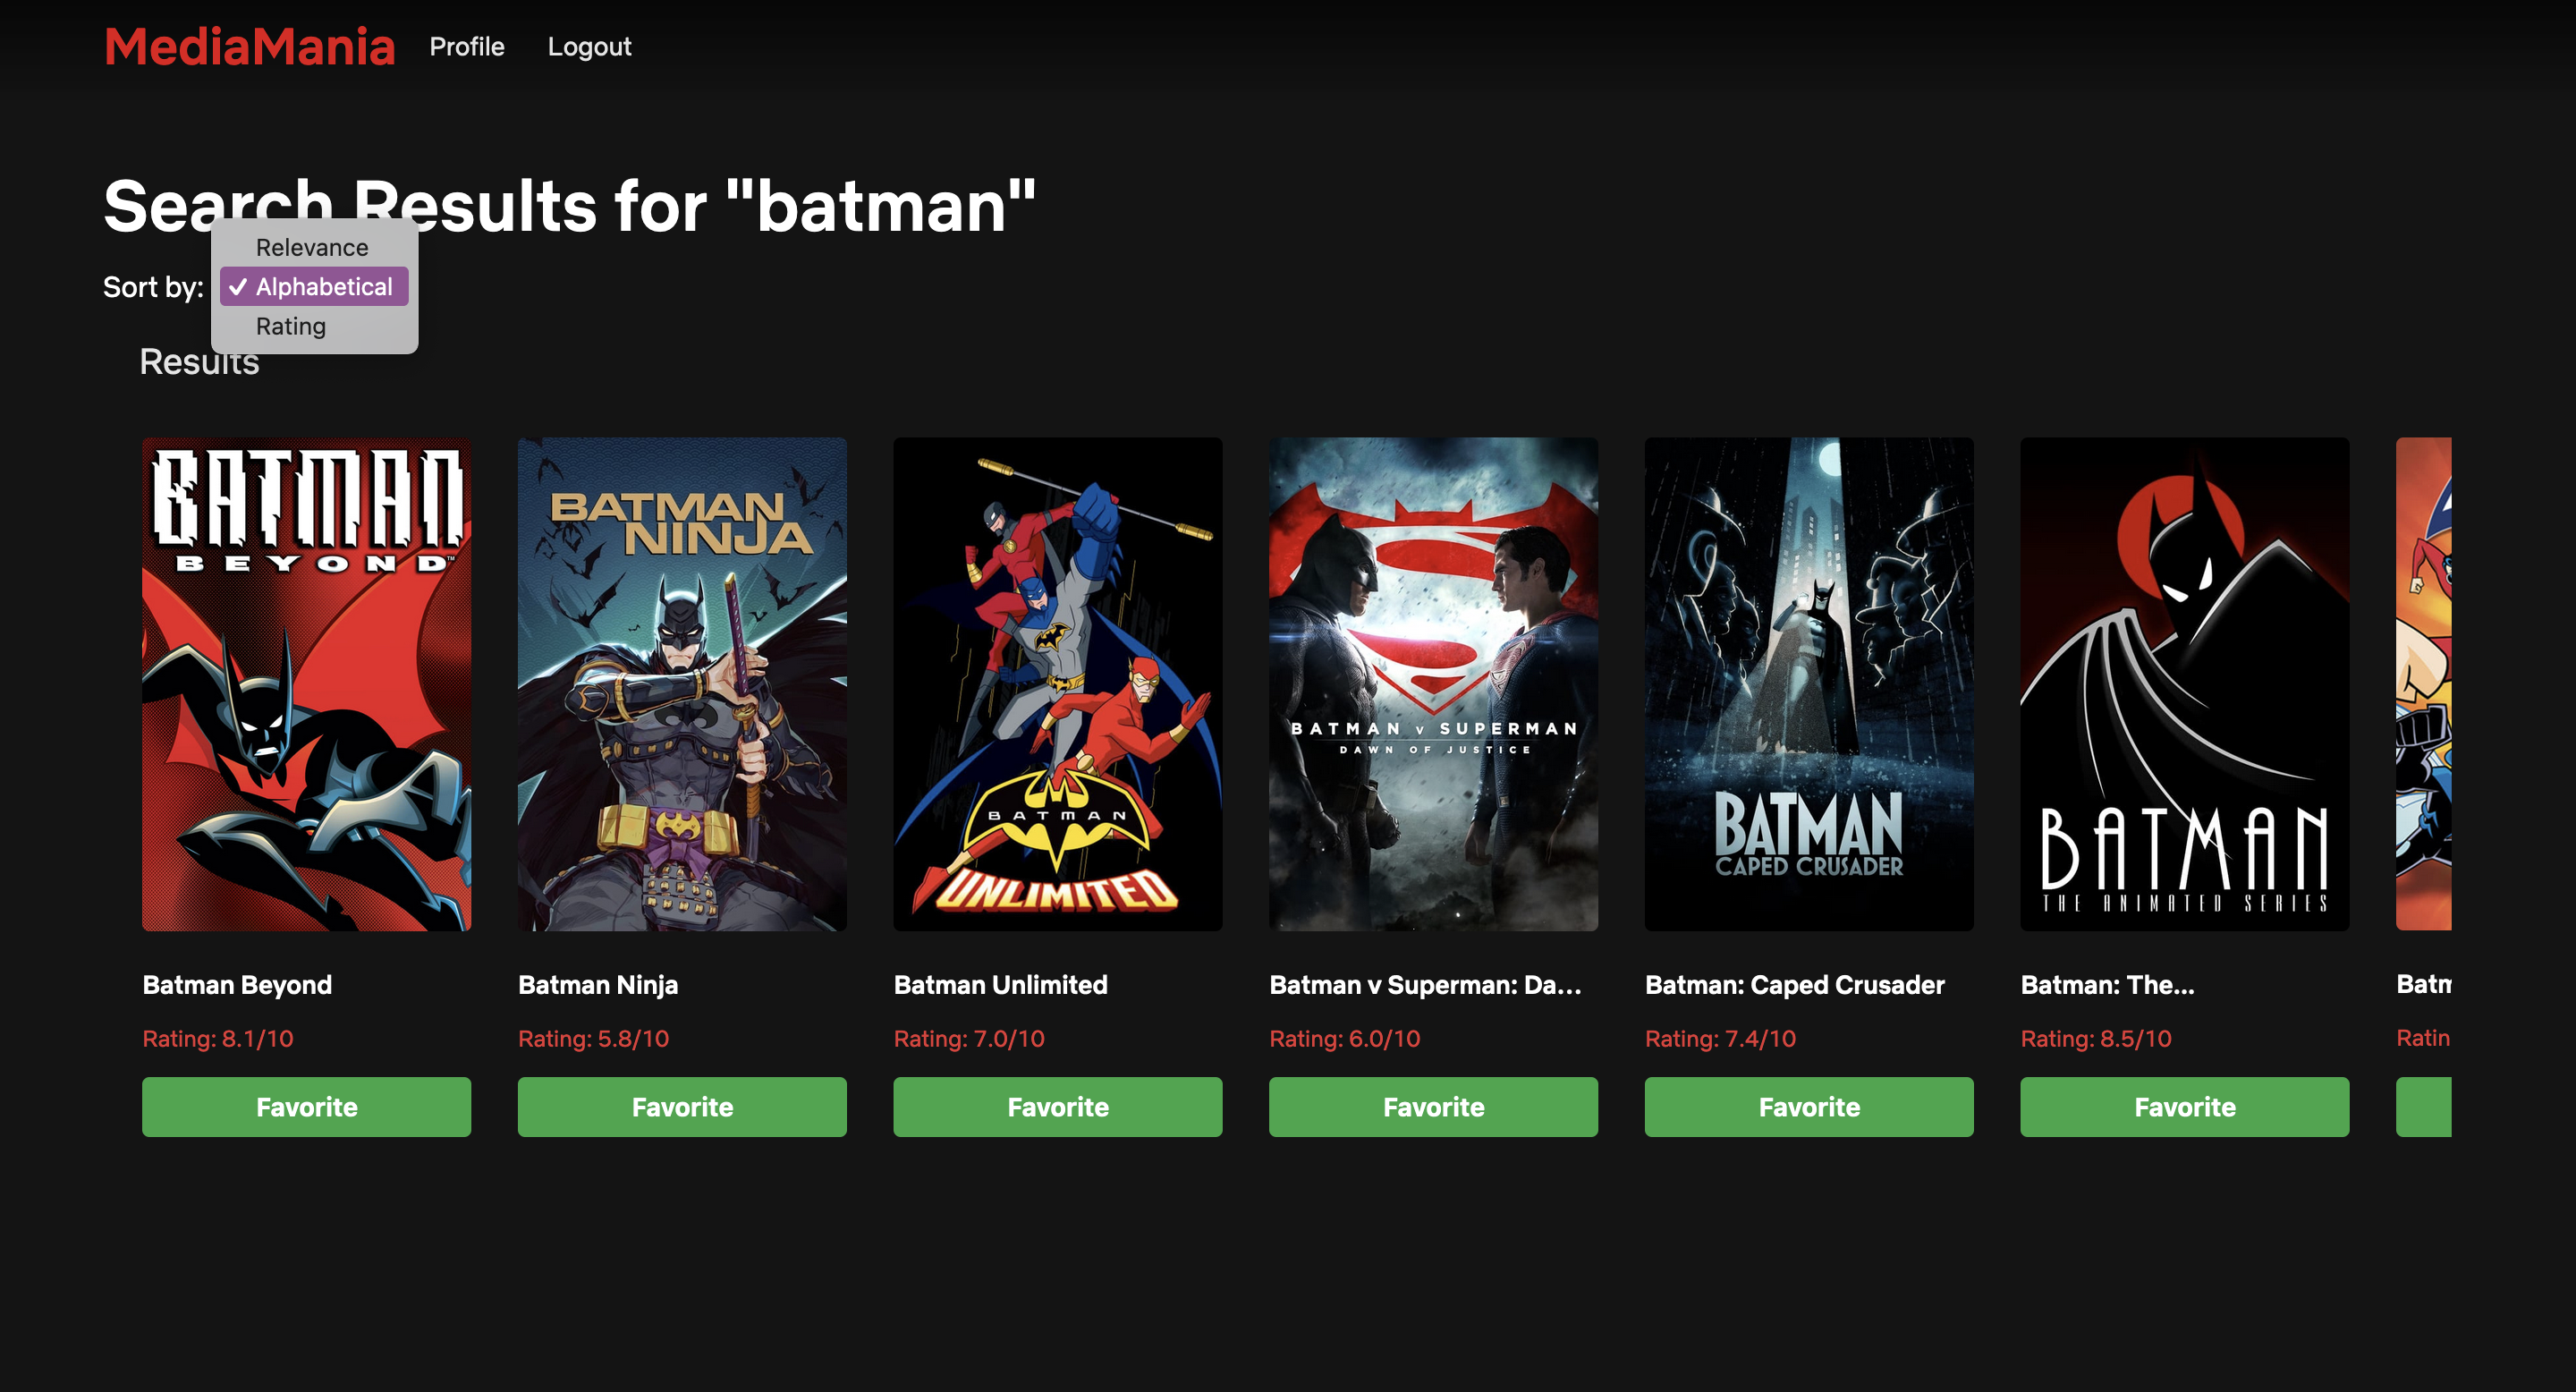 MediaMania Profile Logout
Search Results for "batman"
Relevance
Sort by: ✓ Alphabetical
Rating
Results
BATMAN
BEYOND™
BATMAN
NINJA
BATMAN
UNLIMITED
BATMAN v SUPERMAN
DAWN OF JUSTICE
BATMAN
CAPED CRUSADER
BATMAN
THE ANIMATED SERIES
Batman Beyond
Batman Ninja
Batman Unlimited
Batman v Superman: Da...
Batman: Caped Crusader
Batman: The...
Batm
Rating: 8.1/10
Rating: 5.8/10
Rating: 7.0/10
Rating: 6.0/10
Rating: 7.4/10
Rating: 8.5/10
Ratin
Favorite
Favorite
Favorite
Favorite
Favorite
Favorite